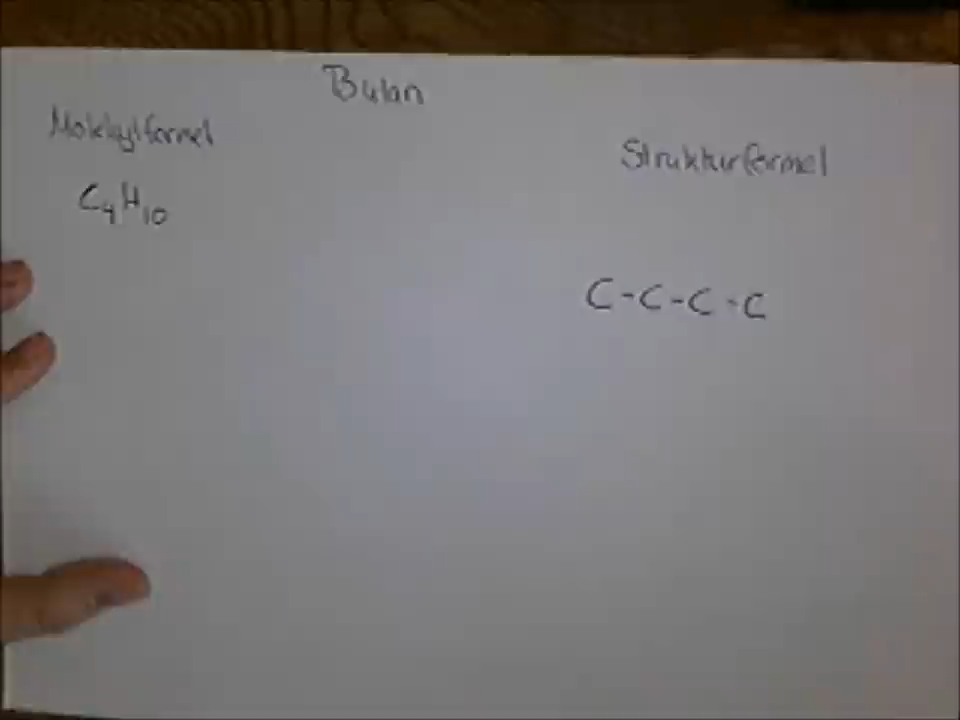 Butan
Molekylformel
Strukturformel
C₄H₁₀
C-C-C-C